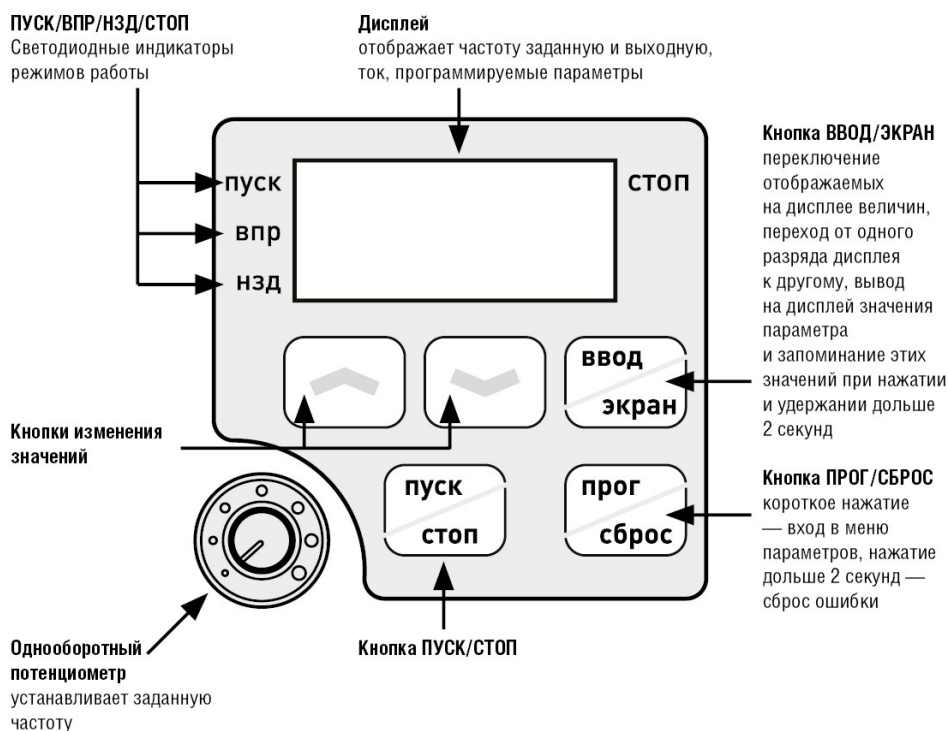 ПУСК/ВПР/НЗД/СТОП
Светодиодные индикаторы
режимов работы
Дисплей
отображает частоту заданную и выходную,
ток, программируемые параметры
пуск
впр
нзд
стоп
Кнопка ВВОД/ЭКРАН
переключение
отображаемых
на дисплее величин,
переход от одного
разряда дисплея
к другому, вывод
на дисплей значения
параметра
и запоминание этих
значений при нажатии
и удержании дольше
2 секунд
ввод
экран
Кнопки изменения
значений
пуск
стоп
прог
сброс
Кнопка ПРОГ/СБРОС
короткое нажатие
— вход в меню
параметров, нажатие
дольше 2 секунд —
сброс ошибки
Однооборотный
потенциометр
устанавливает заданную
частоту
Кнопка ПУСК/СТОП